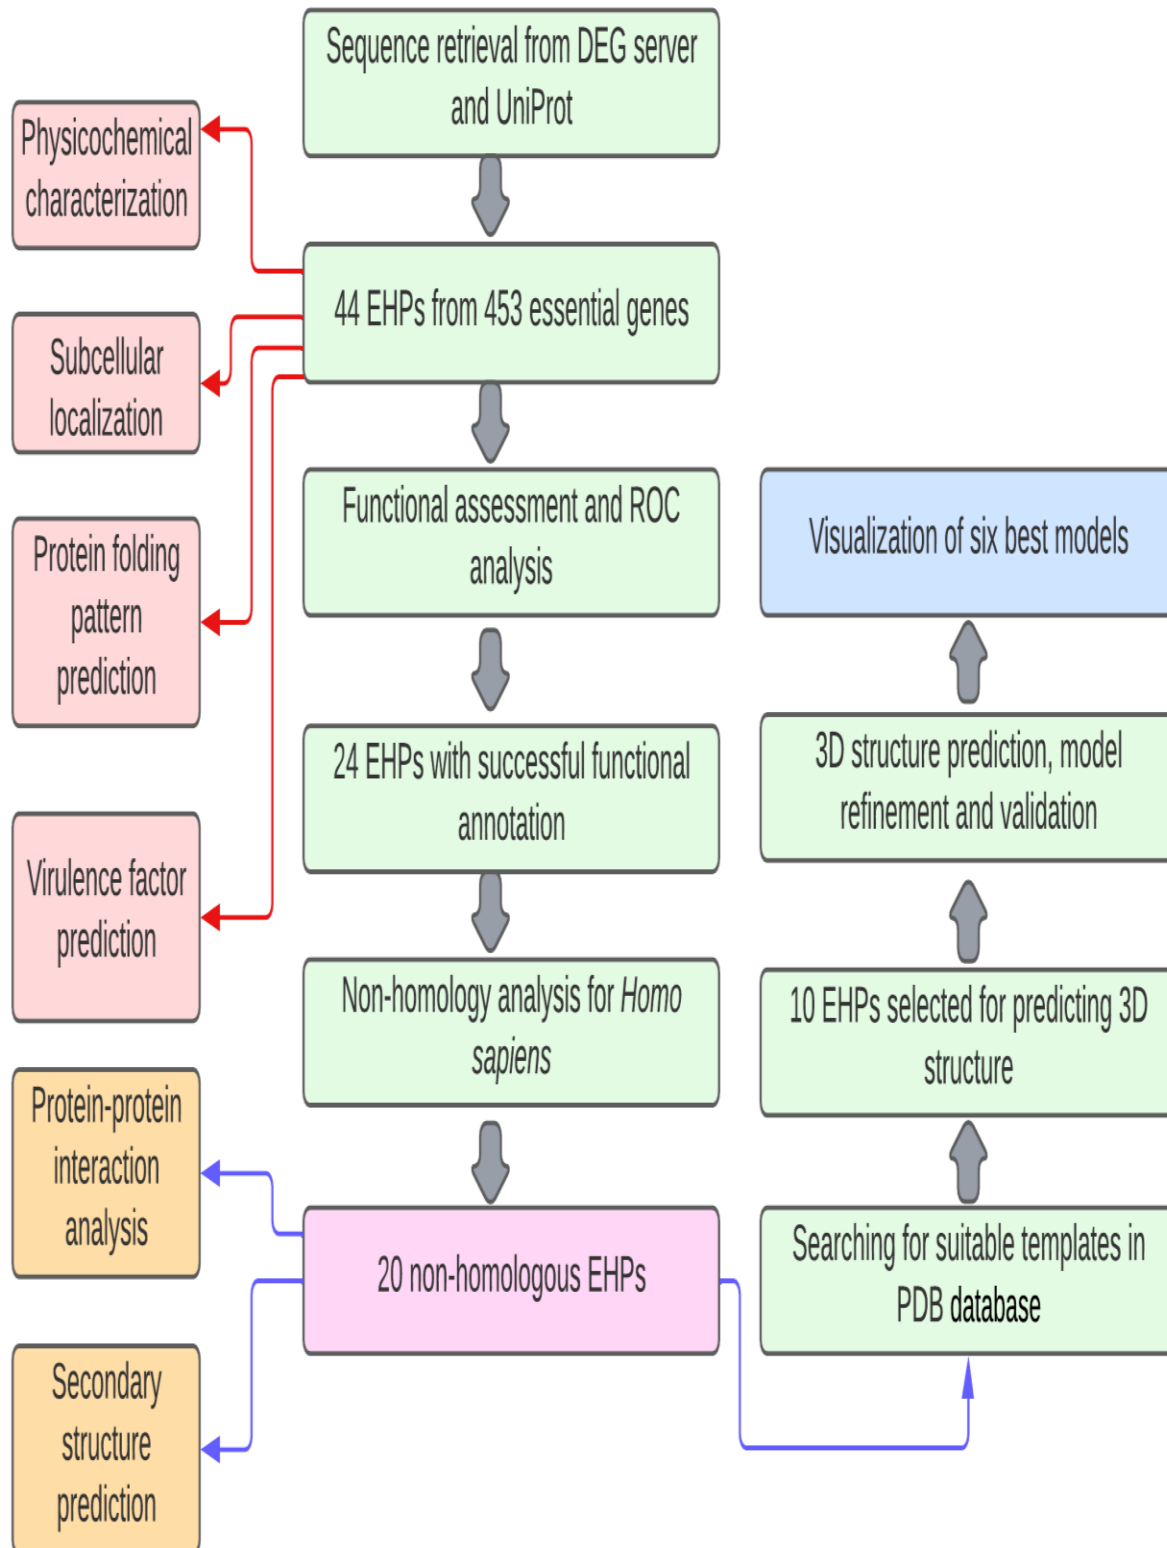 Sequence retrieval from DEG server
and UniProt
Physicochemical
characterization
44 EHPs from 453 essential genes
Subcellular
localization
Functional assessment and ROC
analysis
Visualization of six best models
Protein folding
pattern
prediction
24 EHPs with successful functional
annotation
3D structure prediction, model
refinement and validation
Virulence factor
prediction
Non-homology analysis for Homo
sapiens
10 EHPs selected for predicting 3D
structure
Protein-protein
interaction
analysis
20 non-homologous EHPs
Searching for suitable templates in
PDB database
Secondary
structure
prediction